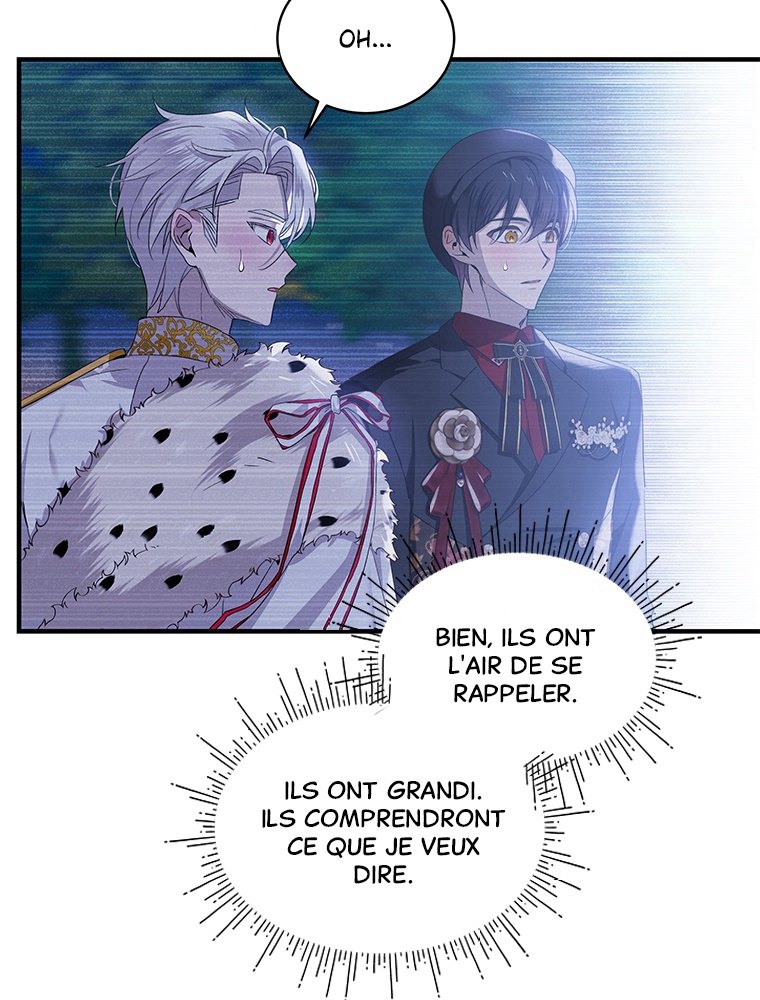 OH...
BIEN, ILS ONT
L'AIR DE SE
RAPPELER.
ILS ONT GRANDI.
ILS COMPRENDRONT
CE QUE JE VEUX
DIRE.